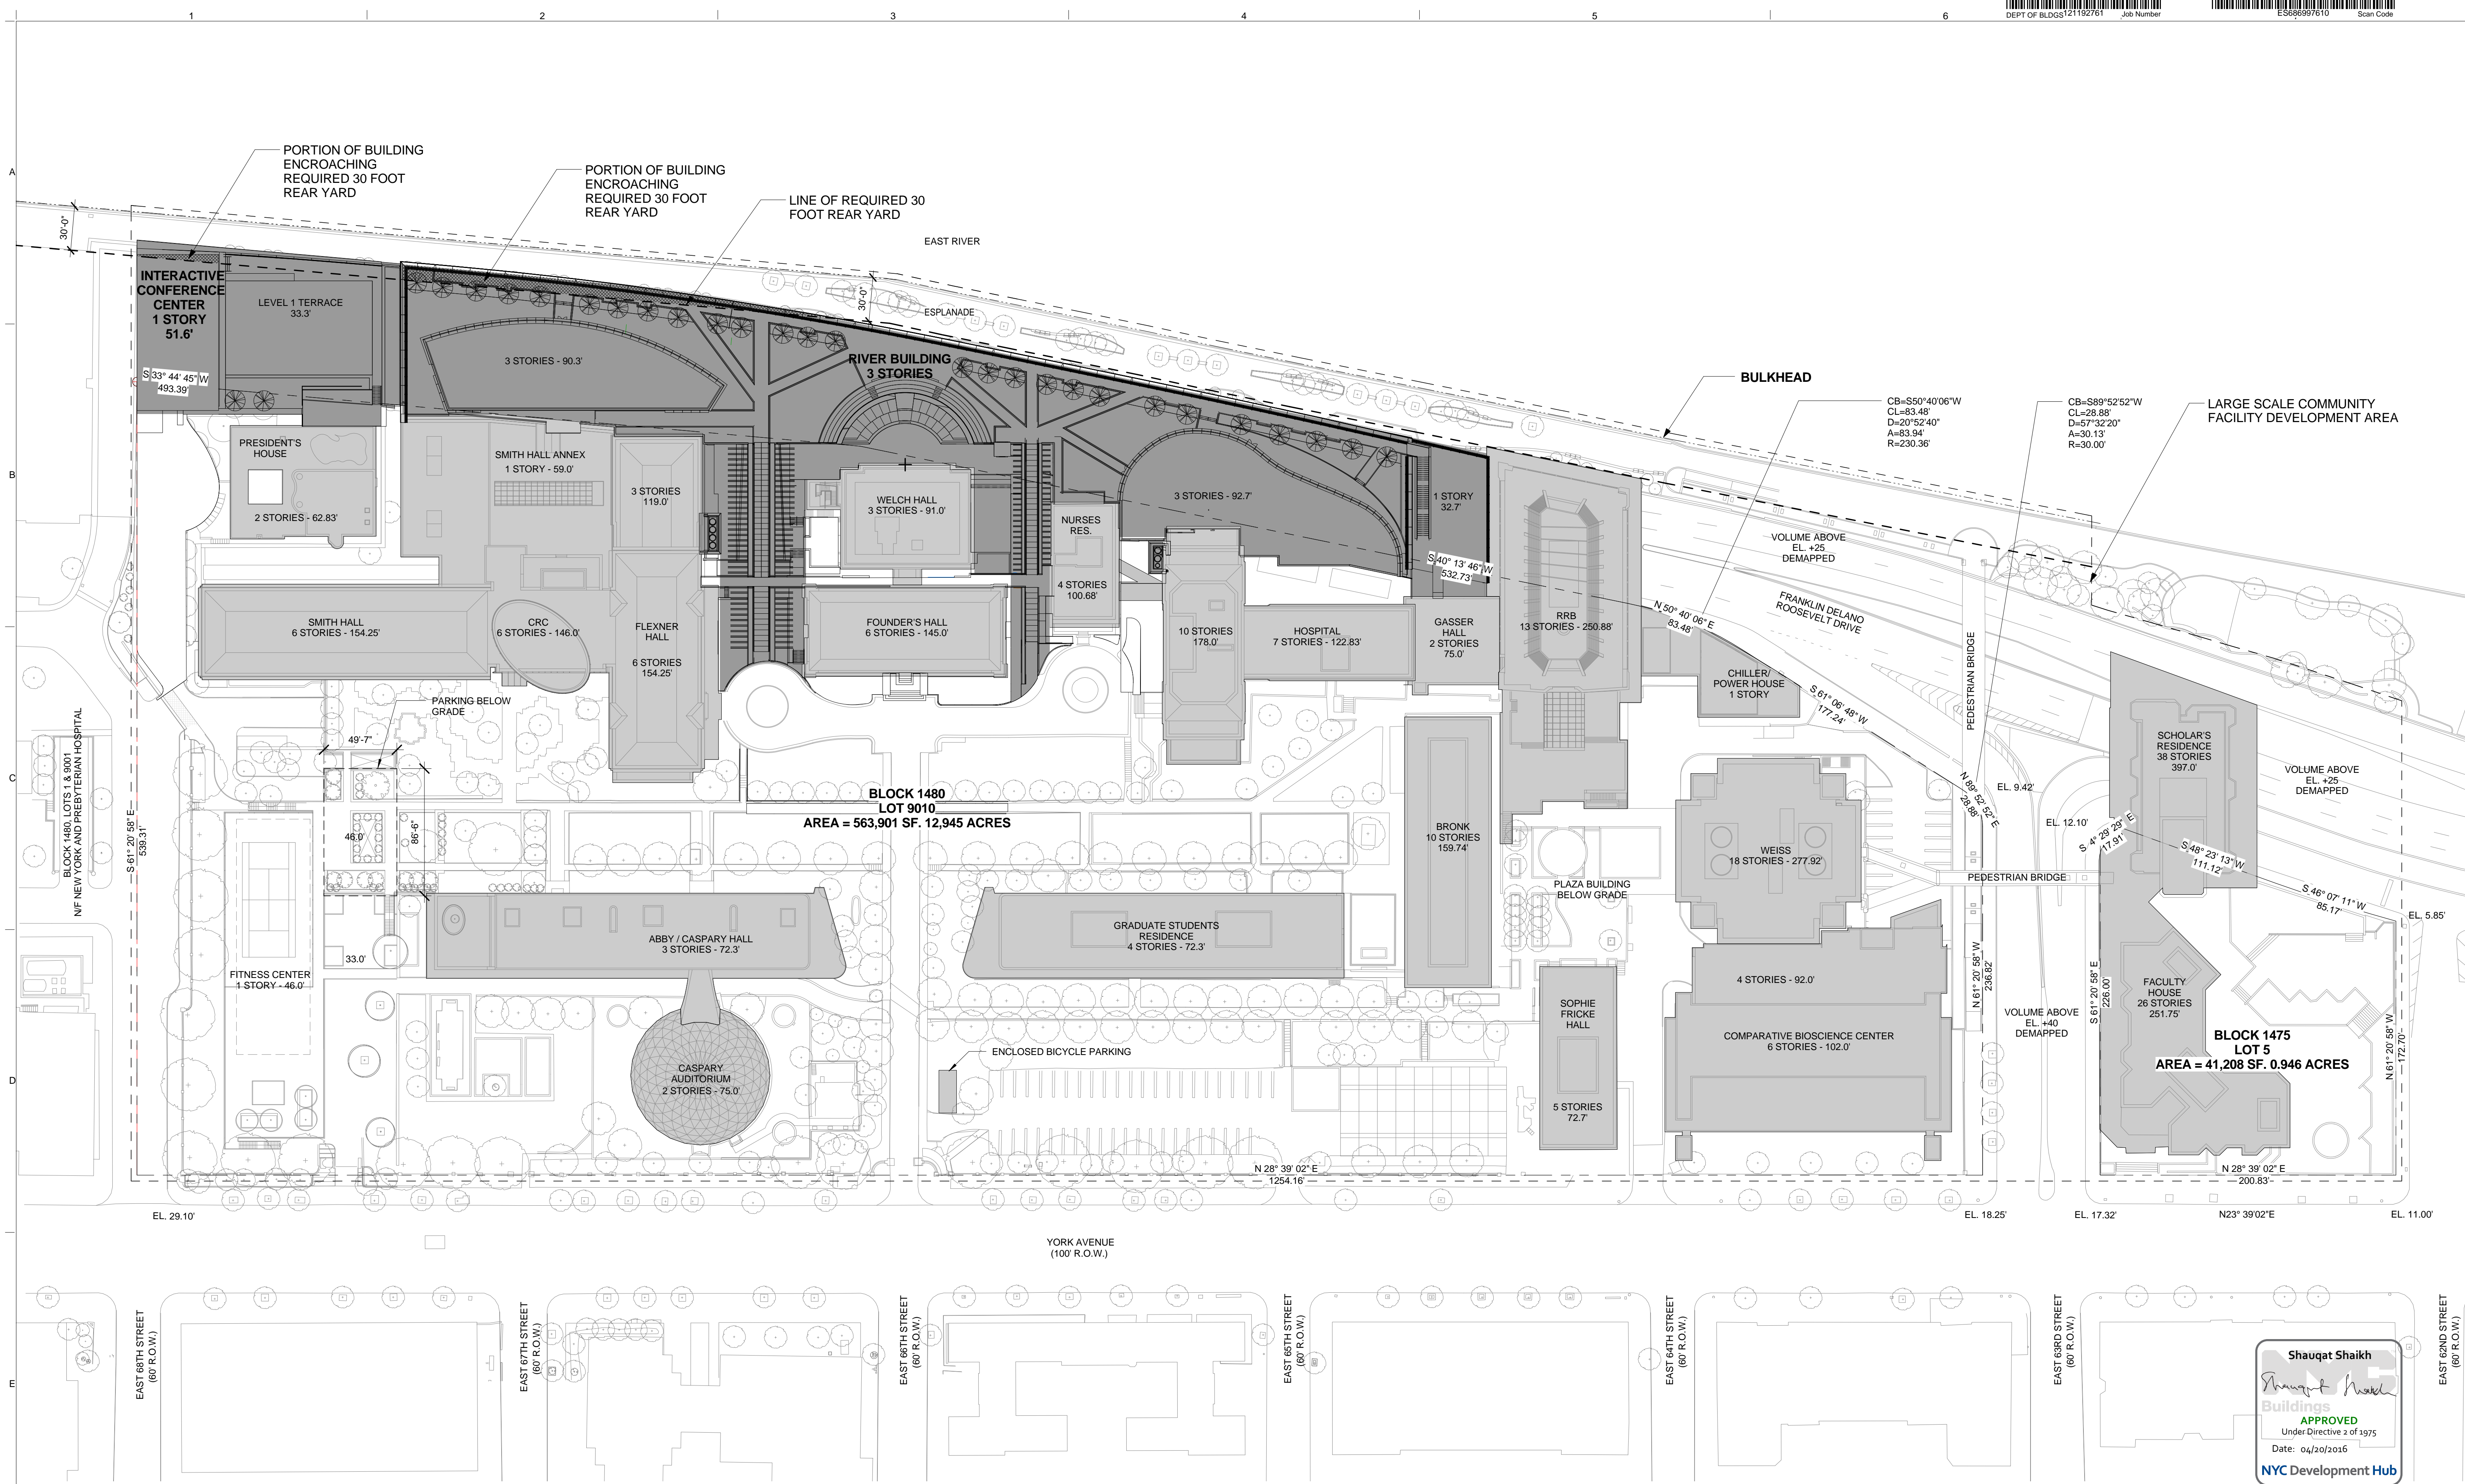 1
2
3
4
5
6
DEPT OF BLDGS121192761 Job Number
ES686997610 Scan Code
A
B
C
D
E
PORTION OF BUILDING
ENCROACHING
REQUIRED 30 FOOT
REAR YARD
PORTION OF BUILDING
ENCROACHING
REQUIRED 30 FOOT
REAR YARD
LINE OF REQUIRED 30
FOOT REAR YARD
30'-0"
EAST RIVER
30'-0"
ESPLANADE
INTERACTIVE
CONFERENCE
CENTER
1 STORY
51.6'
LEVEL 1 TERRACE
33.3'
S 33° 44' 45" W
493.39'
3 STORIES - 90.3'
RIVER BUILDING
3 STORIES
BULKHEAD
CB=S50°40'06"W
CL=83.48'
D=20°52'40"
A=83.94'
R=230.36'
CB=S89°52'52"W
CL=28.88'
D=57°32'20"
A=30.13'
R=30.00'
LARGE SCALE COMMUNITY
FACILITY DEVELOPMENT AREA
PRESIDENT'S
HOUSE
2 STORIES - 62.83'
SMITH HALL ANNEX
1 STORY - 59.0'
3 STORIES
119.0'
WELCH HALL
3 STORIES - 91.0'
NURSES
RES.
4 STORIES
100.68'
3 STORIES - 92.7'
1 STORY
32.7'
S 40° 13' 46" W
532.73'
VOLUME ABOVE
EL. +25
DEMAPPED
FRANKLIN DELANO
ROOSEVELT DRIVE
N 50° 40' 06" E
83.48'
SMITH HALL
6 STORIES - 154.25'
CRC
6 STORIES - 146.0'
FLEXNER
HALL
6 STORIES
154.25'
FOUNDER'S HALL
6 STORIES - 145.0'
10 STORIES
178.0'
HOSPITAL
7 STORIES - 122.83'
GASSER
HALL
2 STORIES
75.0'
RRB
13 STORIES - 250.88'
CHILLER/
POWER HOUSE
1 STORY
S 61° 06' 48" W
177.24'
PEDESTRIAN BRIDGE
PARKING BELOW
GRADE
49'-7"
46.0'
86'-6"
33.0'
BLOCK 1480, LOTS 1 & 9001
N/F NEW YORK AND PREBYTERIAN HOSPITAL
S 61° 20' 58" E
539.31'
BLOCK 1480
LOT 9010
AREA = 563,901 SF. 12,945 ACRES
SCHOLAR'S
RESIDENCE
38 STORIES
397.0'
VOLUME ABOVE
EL. +25
DEMAPPED
N 89° 52' 52" E
28.88'
EL. 9.42'
EL. 12.10'
S 4° 29' 29" E
17.91'
S 48° 23' 13" W
111.12'
S 46° 07' 11" W
85.17'
EL. 5.85'
BRONK
10 STORIES
159.74'
PLAZA BUILDING
BELOW GRADE
WEISS
18 STORIES - 277.92'
PEDESTRIAN BRIDGE
ABBY / CASPARY HALL
3 STORIES - 72.3'
GRADUATE STUDENTS
RESIDENCE
4 STORIES - 72.3'
FITNESS CENTER
1 STORY - 46.0'
CASPARY
AUDITORIUM
2 STORIES - 75.0'
ENCLOSED BICYCLE PARKING
SOPHIE
FRICKE
HALL
5 STORIES
72.7'
4 STORIES - 92.0'
COMPARATIVE BIOSCIENCE CENTER
6 STORIES - 102.0'
N 61° 20' 58" W
236.82'
VOLUME ABOVE
EL. +40
DEMAPPED
S 61° 20' 58" E
226.00'
FACULTY
HOUSE
26 STORIES
251.75'
BLOCK 1475
LOT 5
AREA = 41,208 SF. 0.946 ACRES
N 61° 20' 58" W
172.70'
N 28° 39' 02" E
1254.16'
N 28° 39' 02" E
200.83'
EL. 29.10'
EL. 18.25'
EL. 17.32'
N23° 39'02"E
EL. 11.00'
YORK AVENUE
(100' R.O.W.)
EAST 68TH STREET
(60' R.O.W.)
EAST 67TH STREET
(60' R.O.W.)
EAST 66TH STREET
(60' R.O.W.)
EAST 65TH STREET
(60' R.O.W.)
EAST 64TH STREET
(60' R.O.W.)
EAST 63RD STREET
(60' R.O.W.)
EAST 62ND STREET
(60' R.O.W.)
Shauqat Shaikh
NYC
Buildings
APPROVED
Under Directive 2 of 1975
Date: 04/20/2016
NYC Development Hub